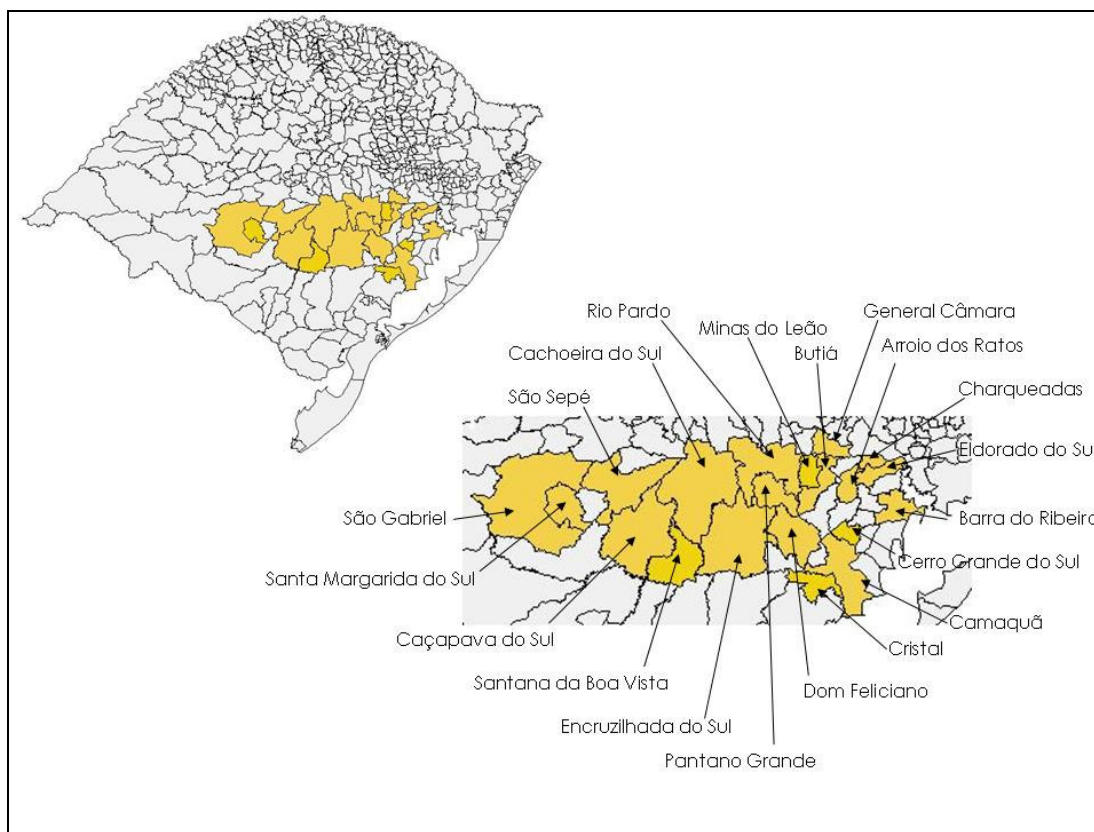 Rio Pardo
General Câmara
Minas do Leão
Cachoeira do Sul
Butiá
Arroio dos Ratos
São Sepé
Charqueadas
Eldorado do Su
São Gabriel
Barra do Ribeiro
Santa Margarida do Sul
Cerro Grande do Sul
Caçapava do Sul
Camaquã
Cristal
Santana da Boa Vista
Dom Feliciano
Encruzilhada do Sul
Pantano Grande